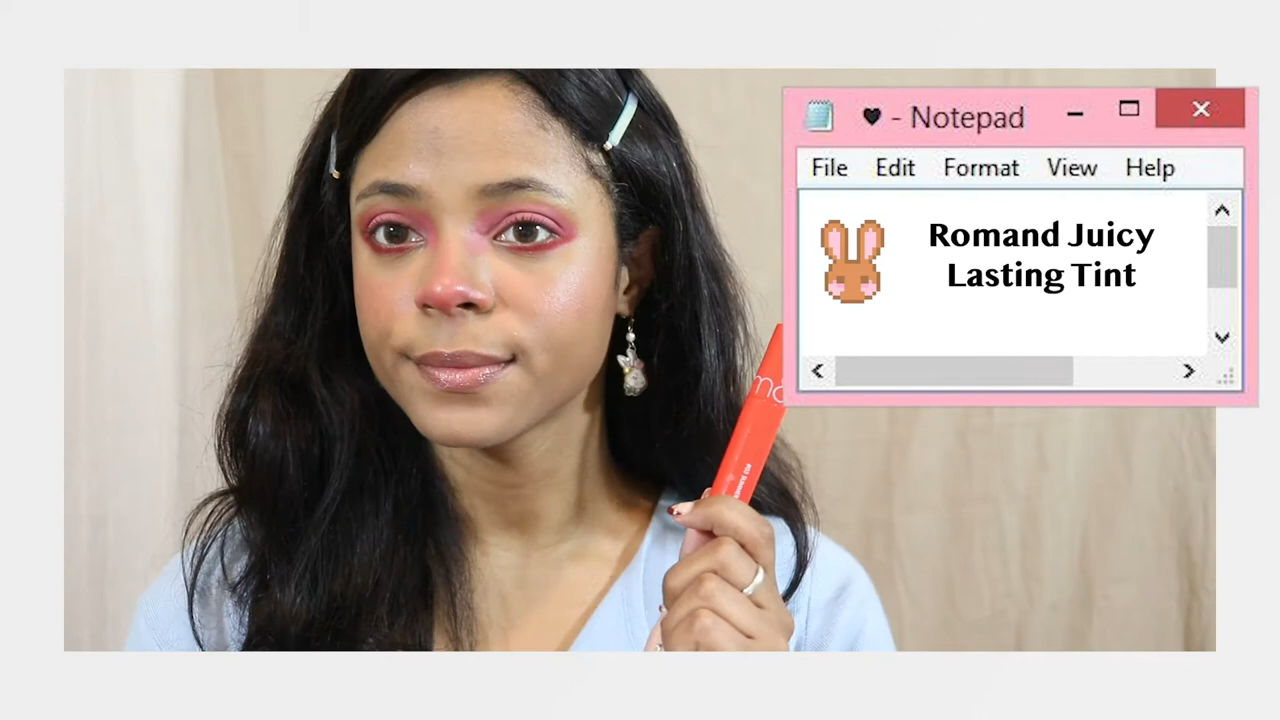 ♥ - Notepad
File Edit Format View Help
Romand Juicy
Lasting Tint